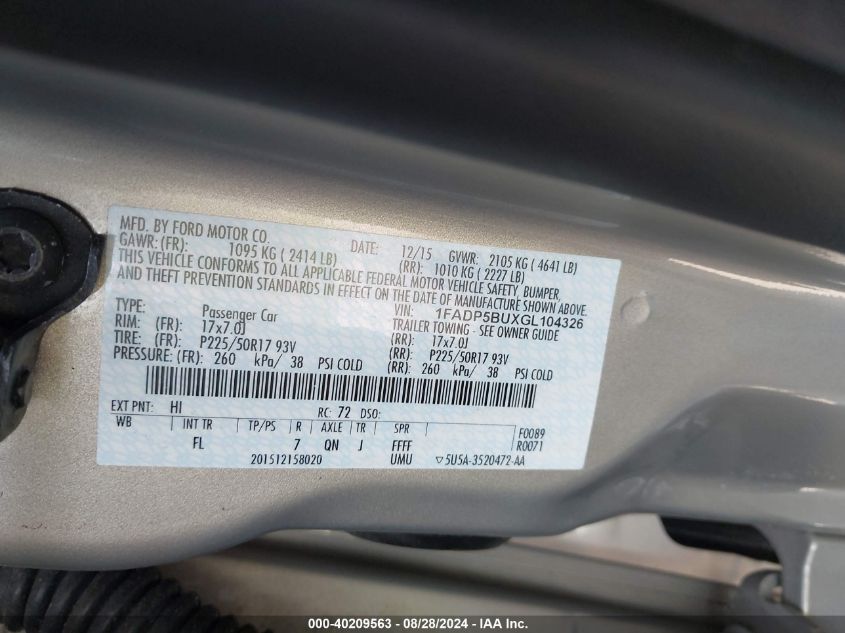 MFD. BY FORD MOTOR CO.
DATE: 12/15 GVWR: 2105 KG ( 4641 LB)
GAWR: (FR): 1095 KG ( 2414 LB) (RR): 1010 KG ( 2227 LB)
THIS VEHICLE CONFORMS TO ALL APPLICABLE FEDERAL MOTOR VEHICLE SAFETY, BUMPER,
AND THEFT PREVENTION STANDARDS IN EFFECT ON THE DATE OF MANUFACTURE SHOWN ABOVE.
VIN: 1FADP5BUXGL104326
TYPE: Passenger Car TRAILER TOWING - SEE OWNER GUIDE
RIM: (FR): 17x7.0J (RR): 17x7.0J
TIRE: (FR): P225/50R17 93V (RR): P225/50R17 93V
PRESSURE: (FR): 260 kPa/ 38 PSI COLD (RR): 260 kPa/ 38 PSI COLD
EXT PNT: HI RC: 72 DSO:
WB INT TR TP/PS R AXLE TR SPR F0089
FL 7 QN J FFFF R0071
201512158020 UMU ▽5U5A-3520472-AA
000-40209563 - 08/28/2024 - IAA Inc.